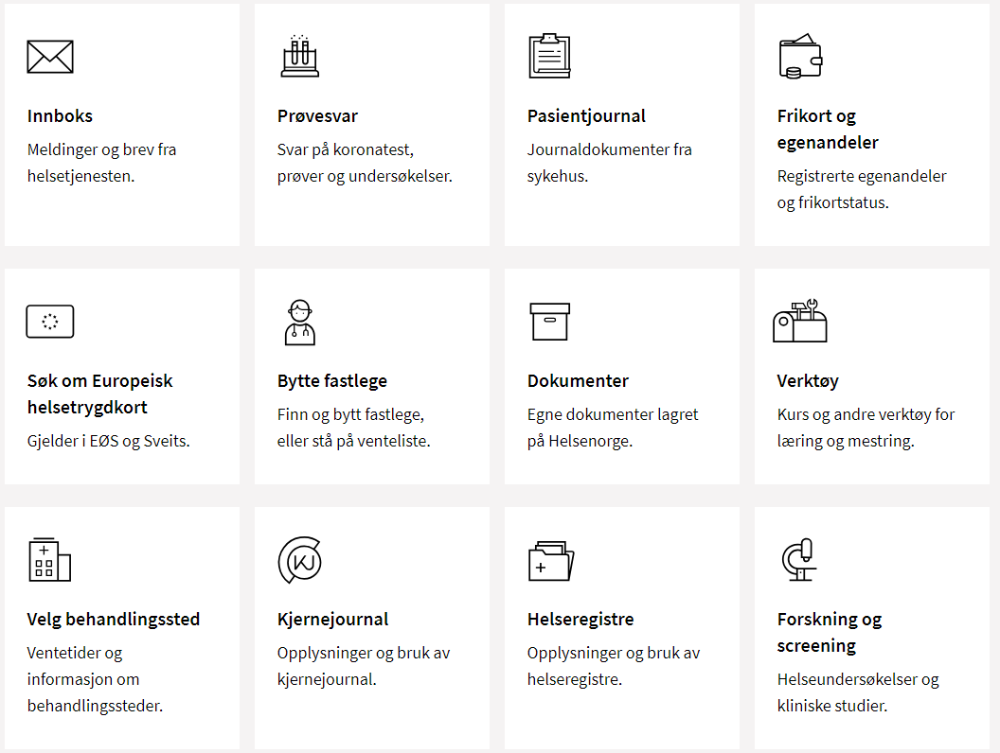 Innboks
Meldinger og brev fra
helsetjenesten.
Prøvesvar
Svar på koronatest,
prøver og undersøkelser.
Pasientjournal
Journaldokumenter fra
sykehus.
Frikort og
egenandeler
Registrerte egenandeler
og frikortstatus.
Søk om Europeisk
helsetrygdkort
Gjelder i EØS og Sveits.
Bytte fastlege
Finn og bytt fastlege,
eller stå på venteliste.
Dokumenter
Egne dokumenter lagret
på Helsenorge.
Verktøy
Kurs og andre verktøy for
læring og mestring.
Velg behandlingssted
Ventetider og
informasjon om
behandlingssteder.
KJ
Kjernejournal
Opplysninger og bruk av
kjernejournal.
Helseregistre
Opplysninger og bruk av
helseregistre.
Forskning og
screening
Helseundersøkelser og
kliniske studier.